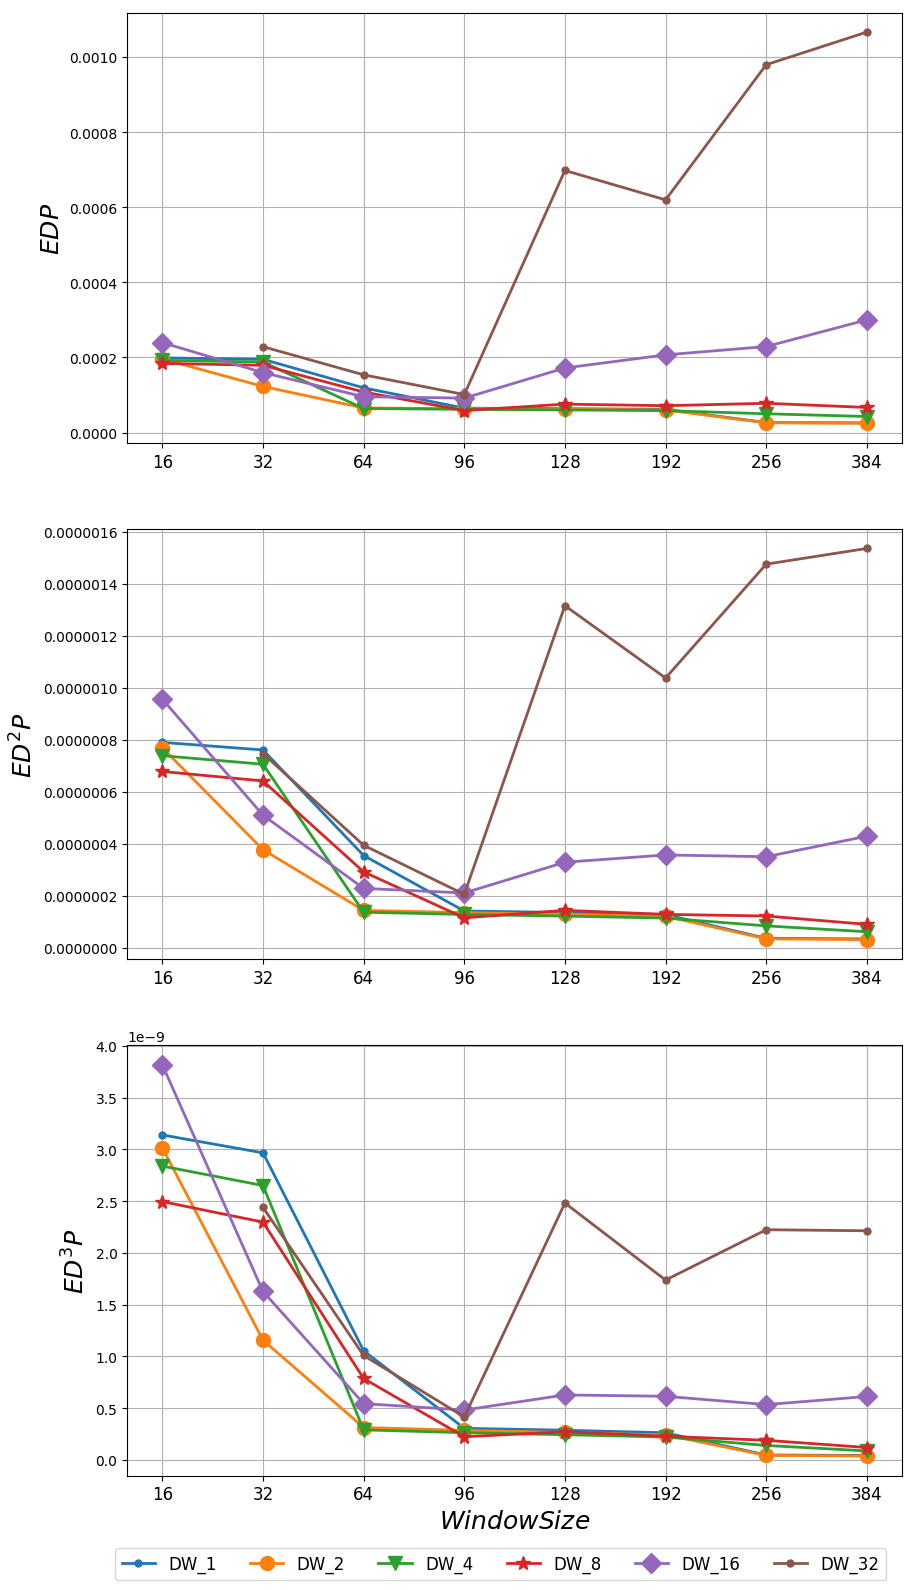 0.0010
0.0008
0.0006
0.0004
0.0002
0.0000
EDP
16 32 64 96 128 192 256 384
0.0000016
0.0000014
0.0000012
0.0000010
0.0000008
0.0000006
0.0000004
0.0000002
0.0000000
ED²P
16 32 64 96 128 192 256 384
1e−9
4.0
3.5
3.0
2.5
2.0
1.5
1.0
0.5
0.0
ED³P
16 32 64 96 128 192 256 384
WindowSize
DW_1 DW_2 DW_4 DW_8 DW_16 DW_32